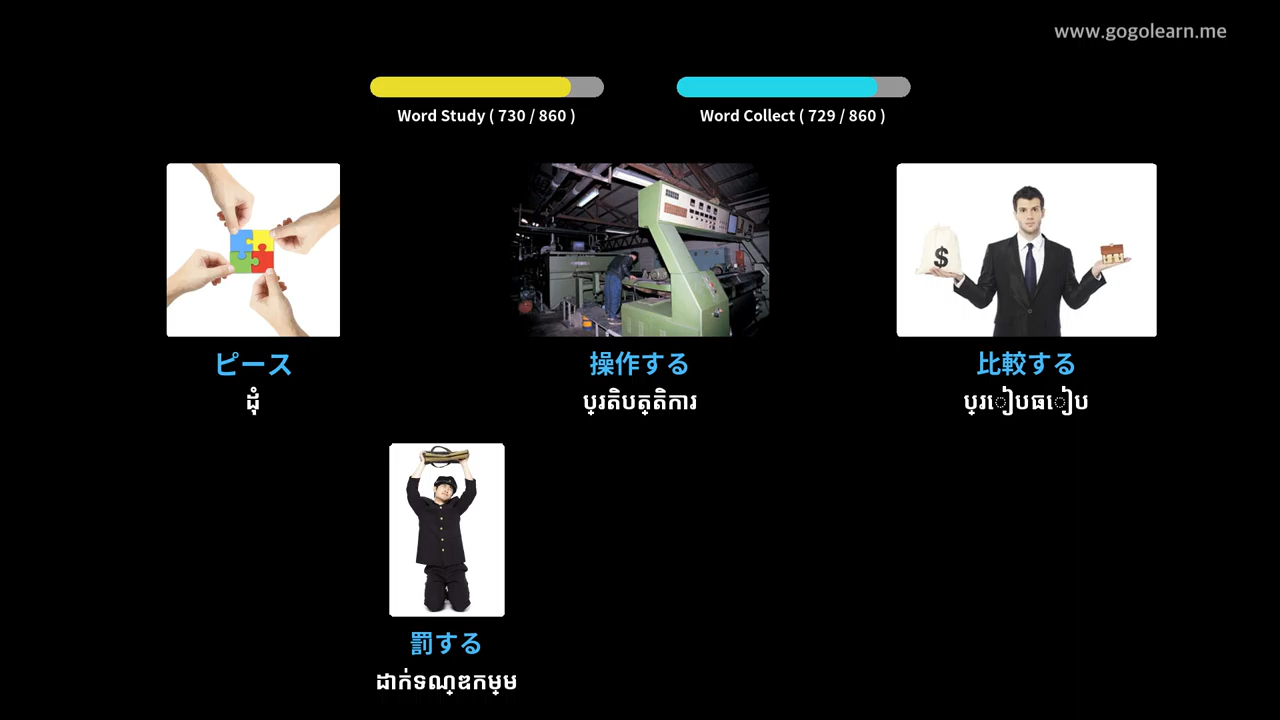 www.gogolearn.me
Word Study ( 730 / 860 )
Word Collect ( 729 / 860 )
$
ピース
操作する
比較する
ដុំ
ប្រតិបត្តិការ
ប្រៀបធៀប
罰する
ដាក់ទណ្ឌកម្ម